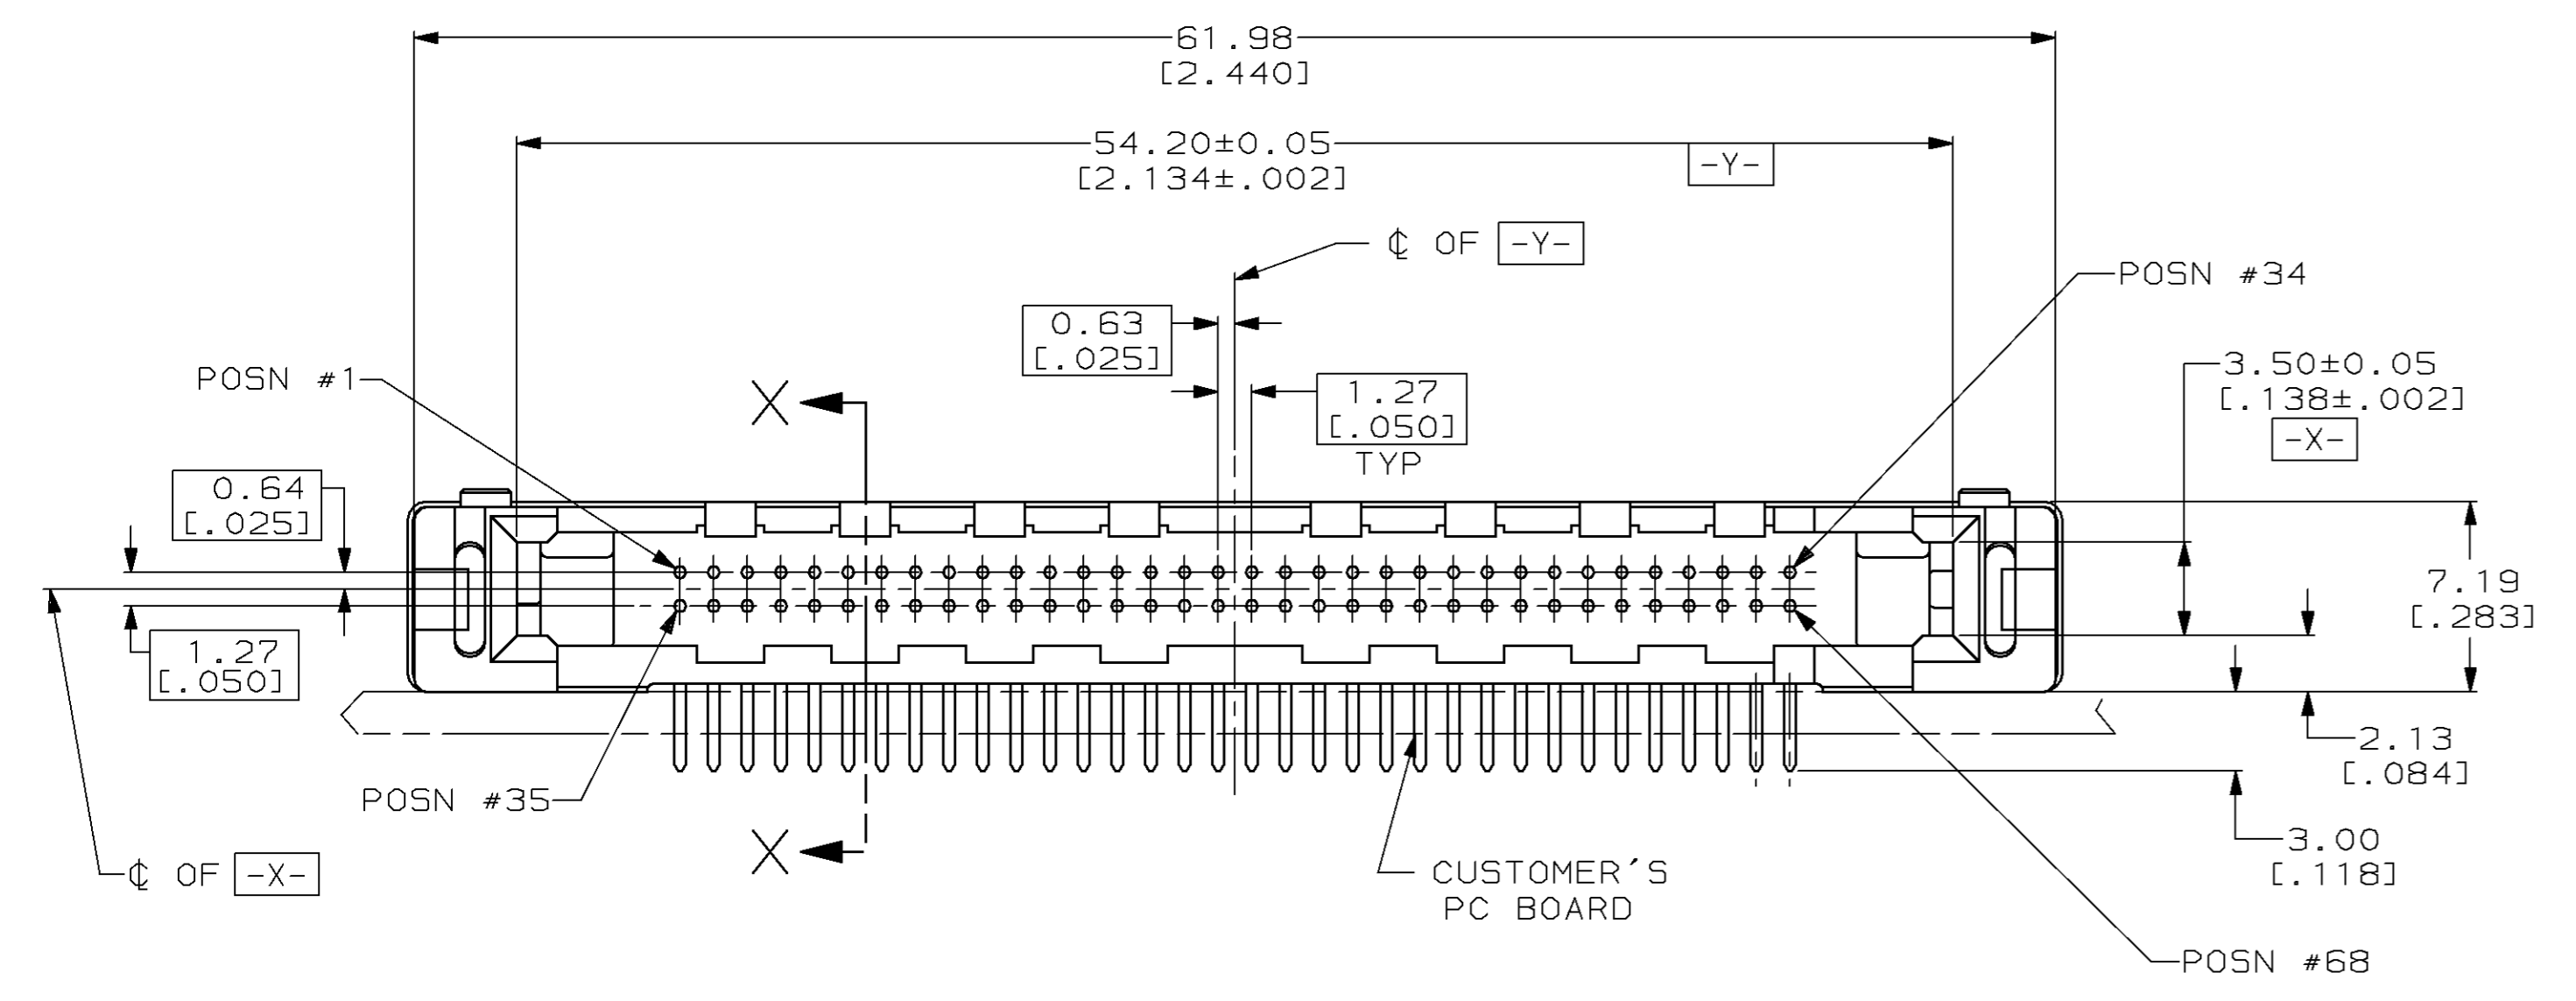 61.98
[2.440]
54.20±0.05
[2.134±.002]
-Y-
℄ OF -Y-
POSN #34
0.63
[.025]
POSN #1
X
1.27
[.050]
TYP
3.50±0.05
[.138±.002]
-X-
0.64
[.025]
7.19
[.283]
1.27
[.050]
2.13
[.084]
POSN #35
X
3.00
[.118]
℄ OF -X-
CUSTOMER'S
PC BOARD
POSN #68